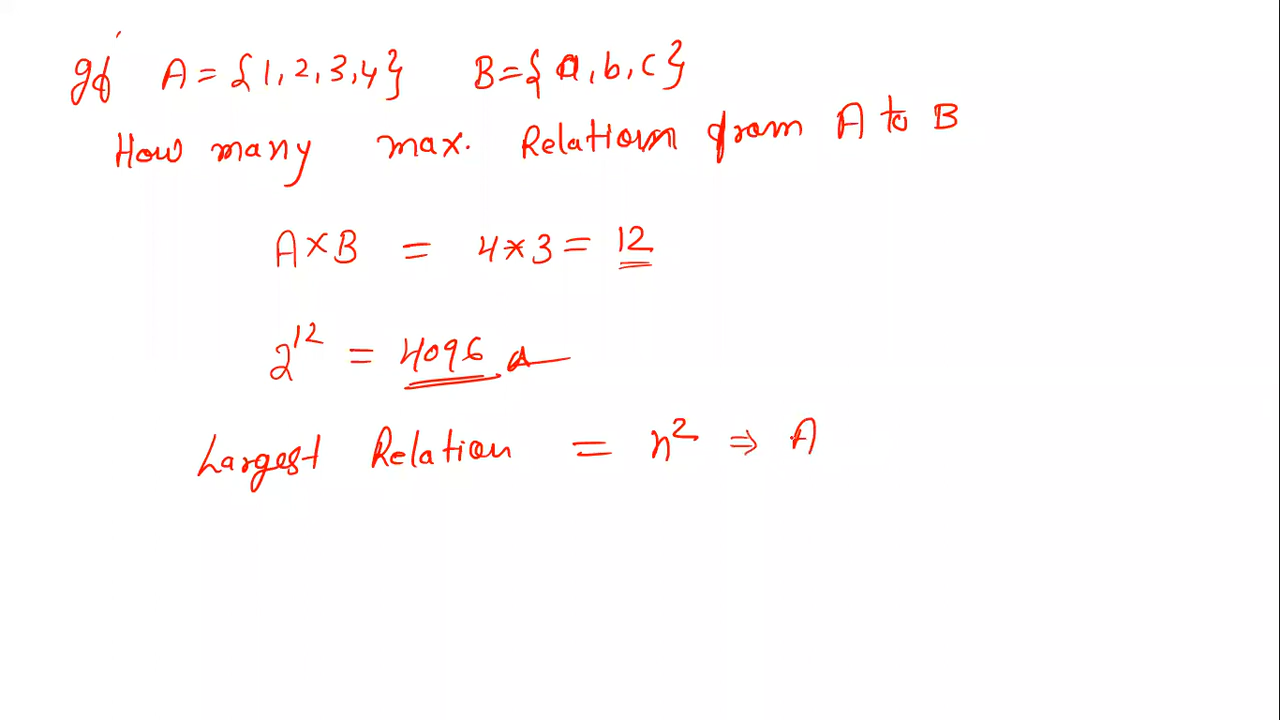 If A = {1, 2, 3, 4} B = {a, b, c}
How many max. Relation from A to B
A × B = 4 * 3 = 12
2^12 = 4096
Largest Relation = n² ⇒ A